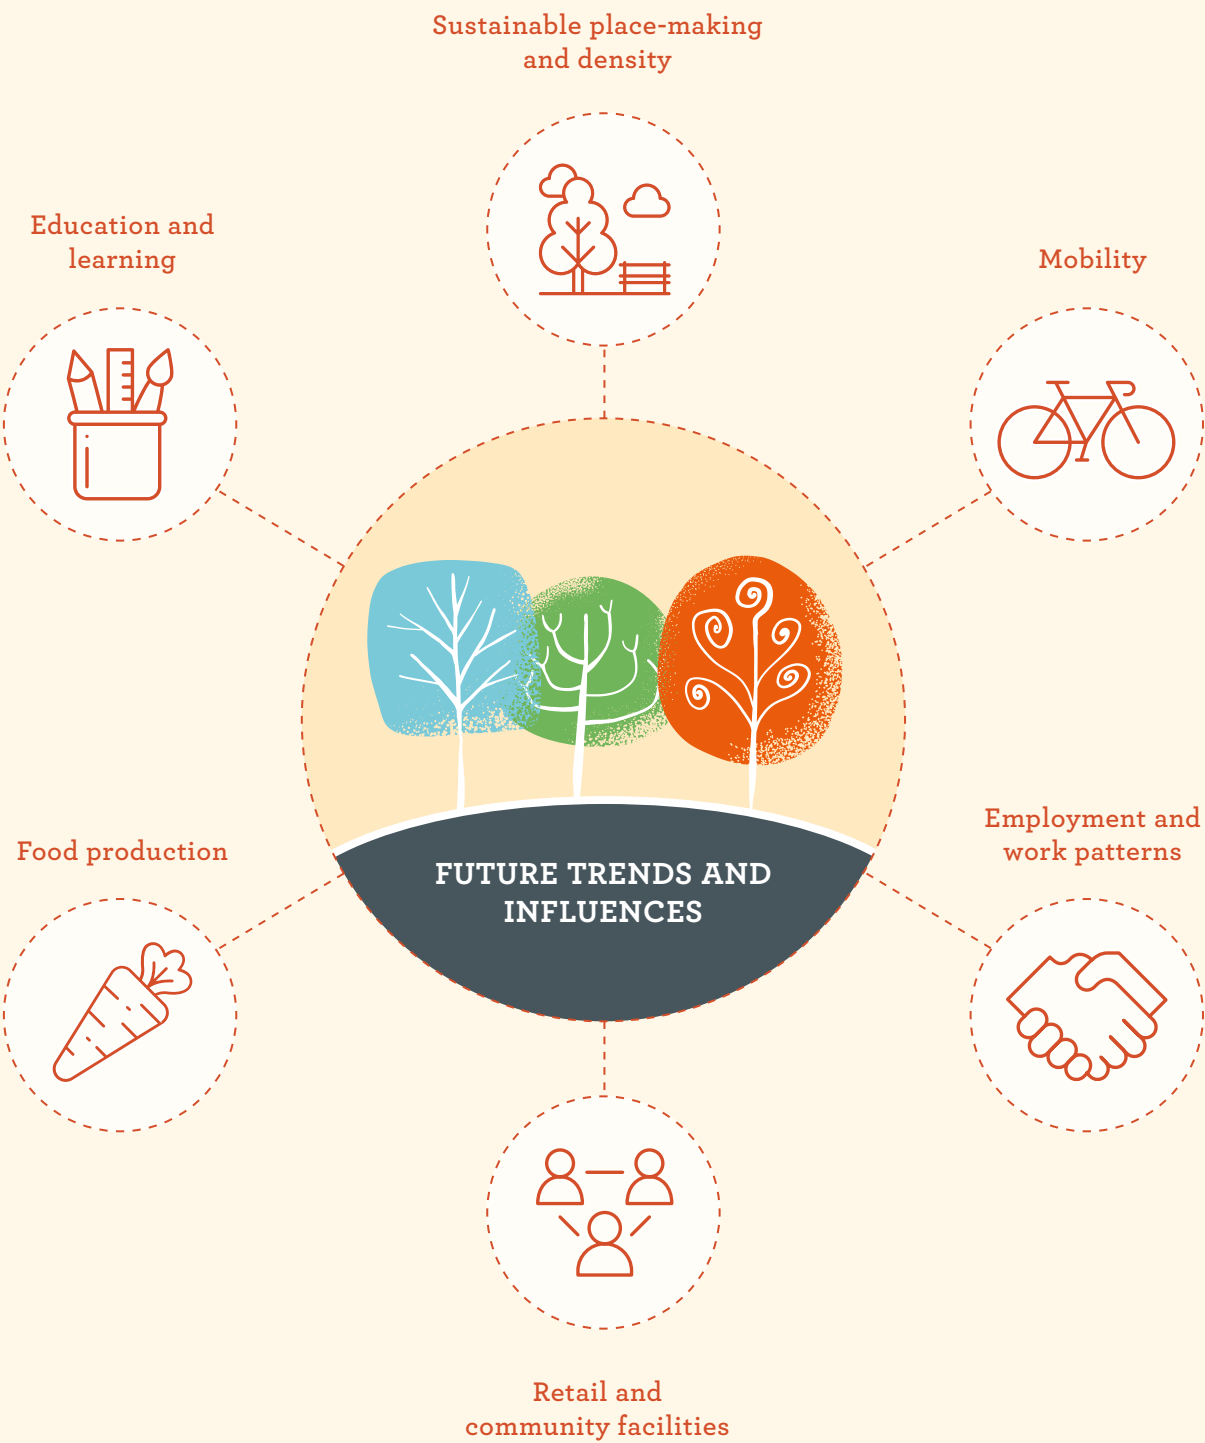 Sustainable place-making
and density
Education and
learning
Mobility
Food production
FUTURE TRENDS AND
INFLUENCES
Employment and
work patterns
Retail and
community facilities